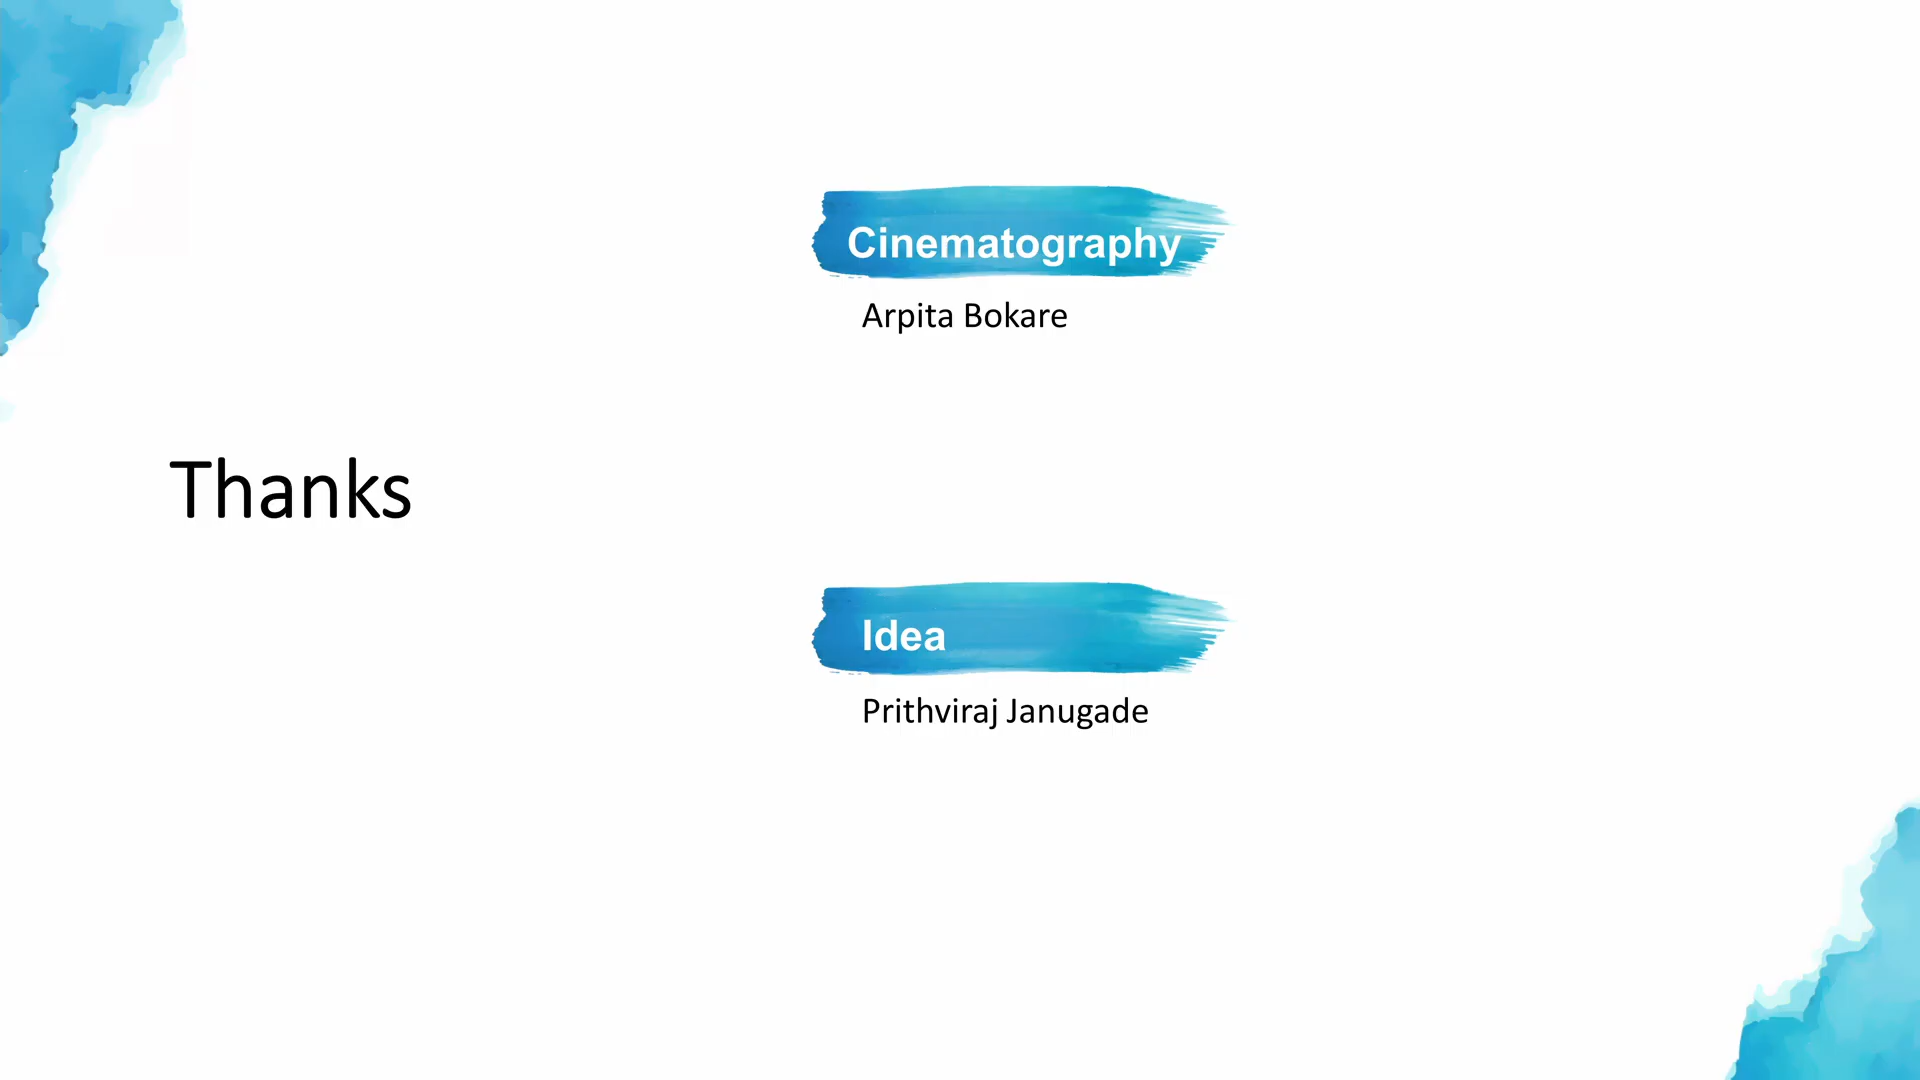 Thanks
Cinematography
Arpita Bokare
Idea
Prithviraj Janugade